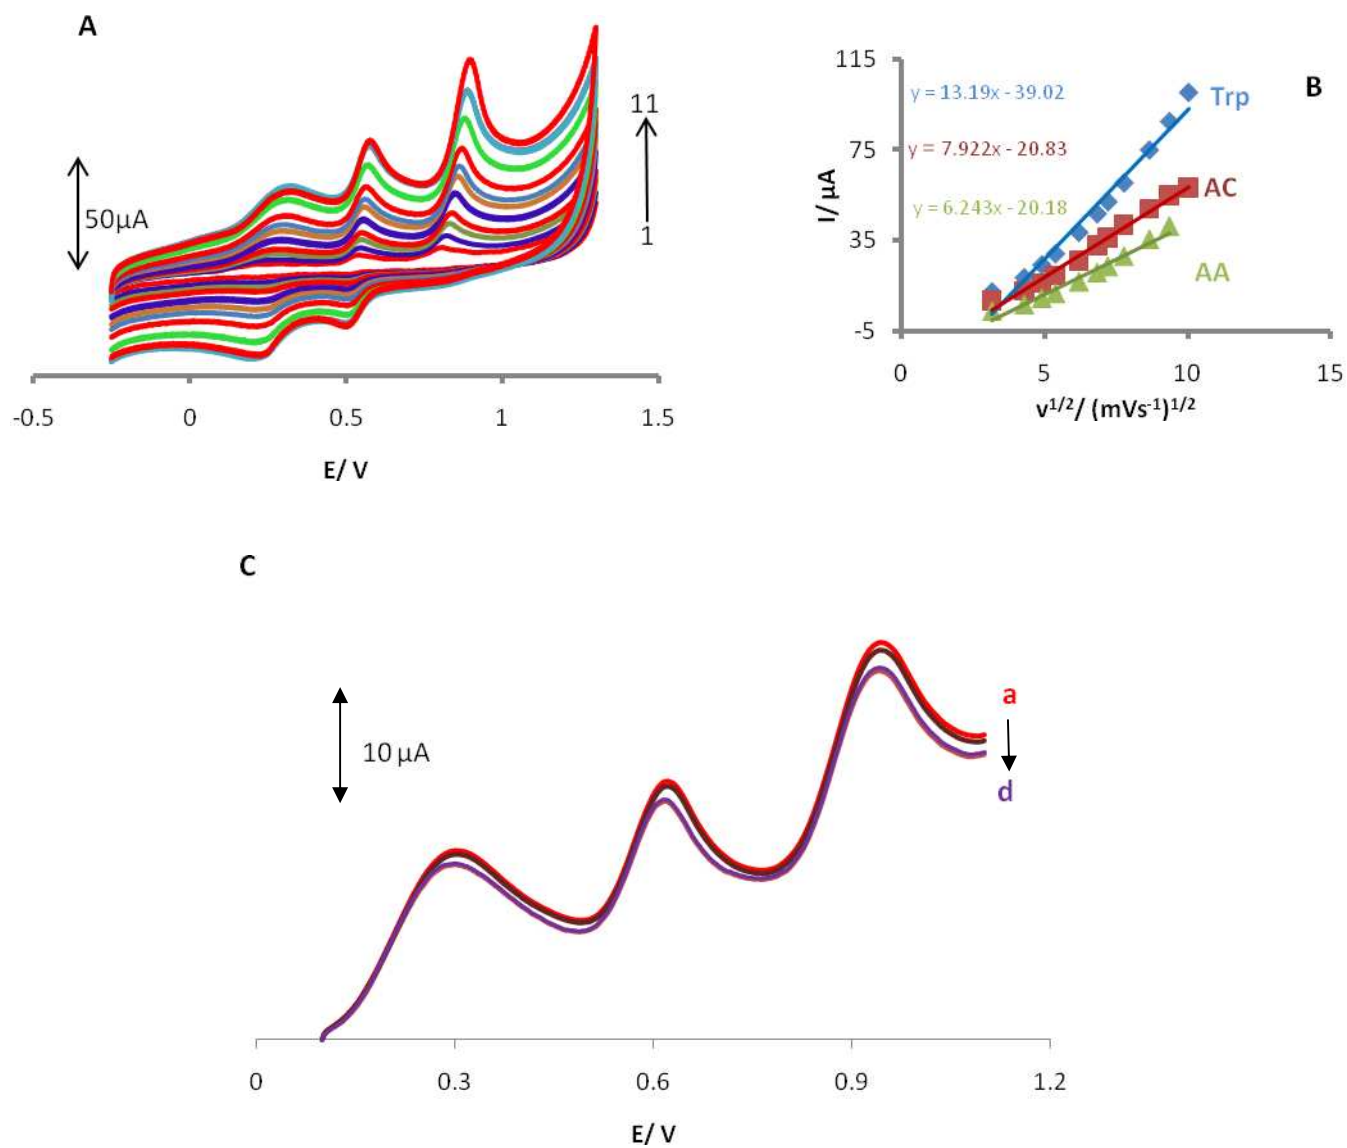 A
11
50µA
1
-0.5 0 0.5 1 1.5
E/ V
B
115
75
35
-5
I/ µA
y = 13.19x - 39.02
Trp
y = 7.922x - 20.83
AC
y = 6.243x - 20.18
AA
0 5 10 15
v1/2/ (mVs-1)1/2
C
10 µA
a
d
0 0.3 0.6 0.9 1.2
E/ V